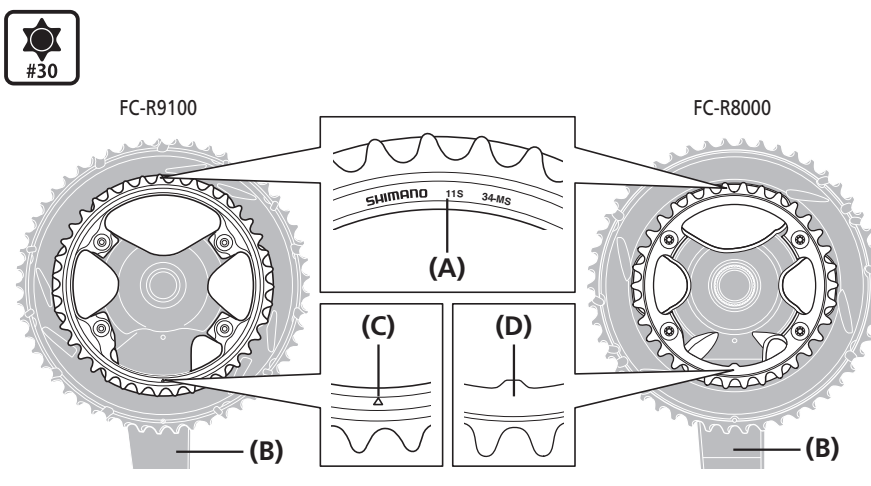 #30
FC-R9100
FC-R8000
SHIMANO 11S 34-MS
(A)
(C)
(D)
(B)
(B)